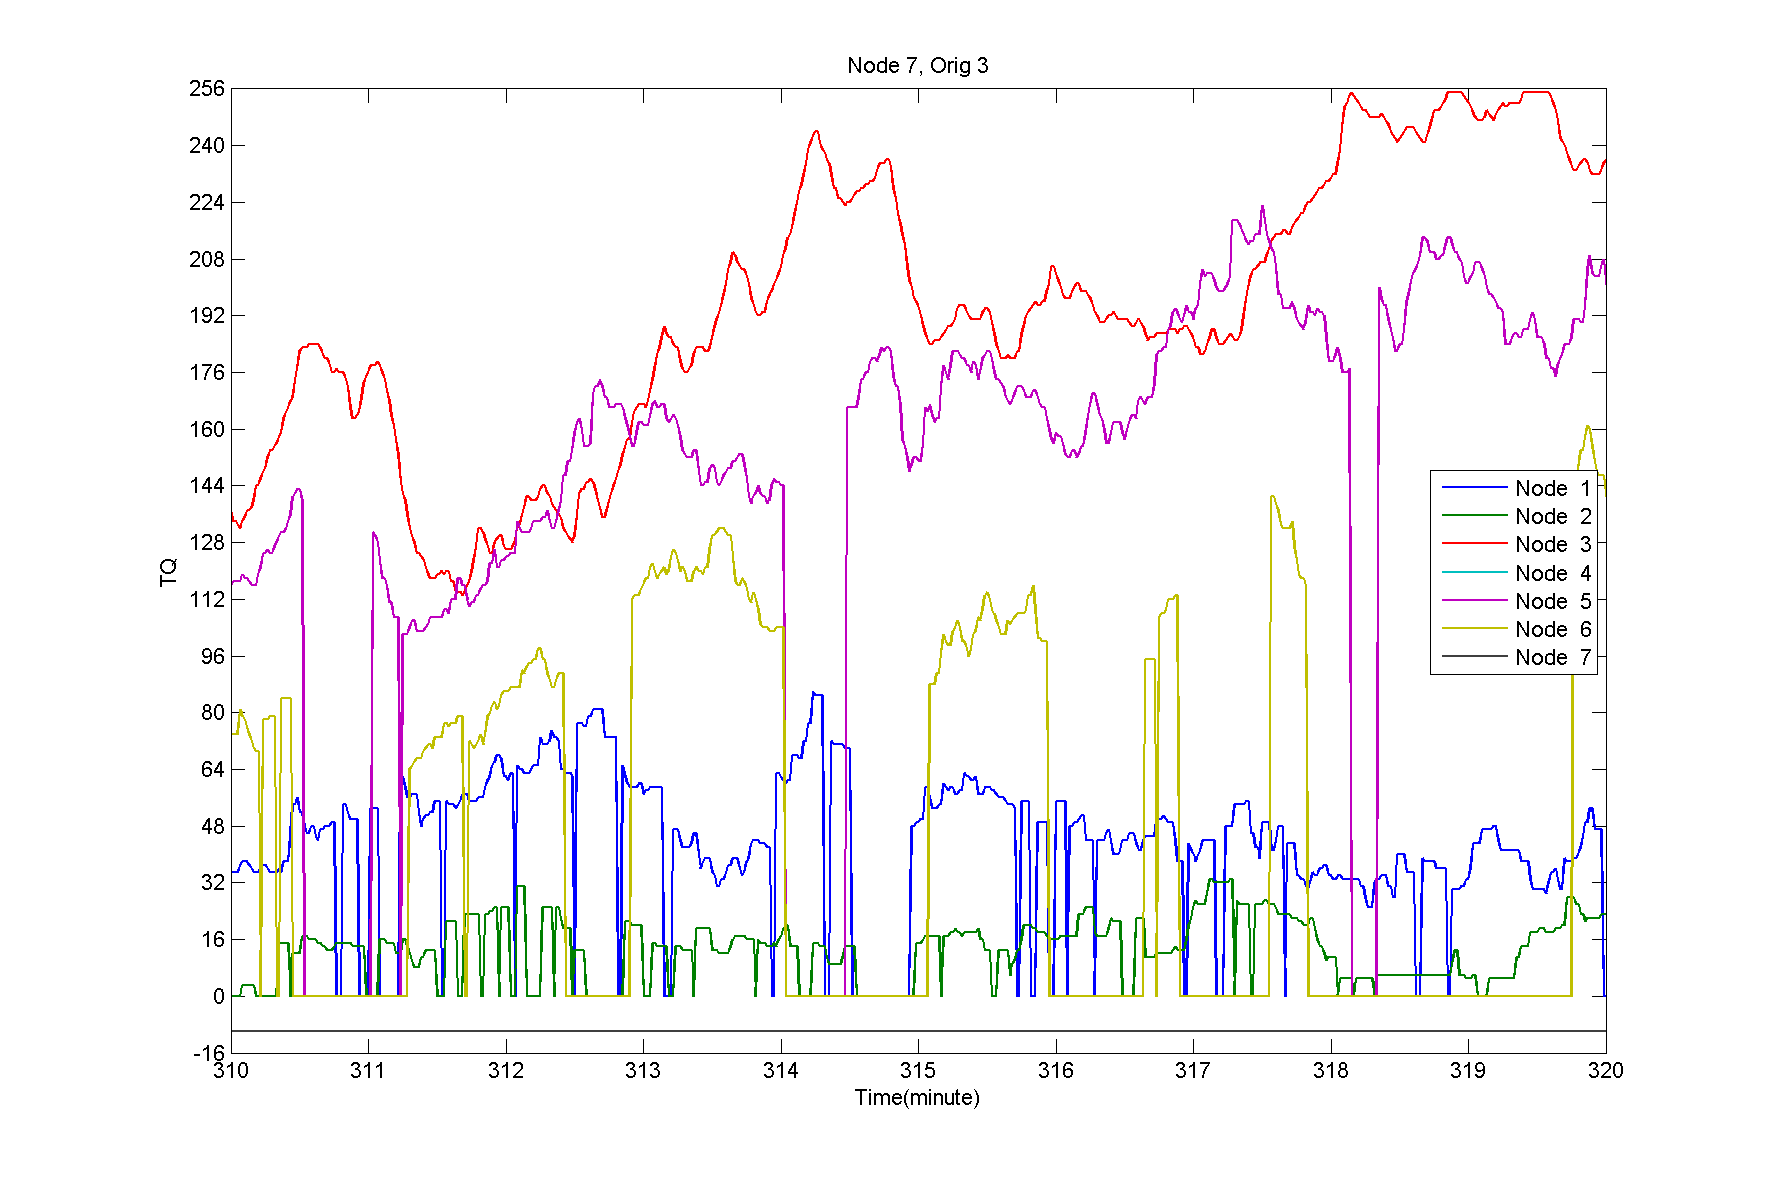 Node 7, Orig 3
256
240
224
208
192
176
160
144
128
112
96
80
64
48
32
16
0
-16
TQ
Node 1
Node 2
Node 3
Node 4
Node 5
Node 6
Node 7
310 311 312 313 314 315 316 317 318 319 320
Time(minute)